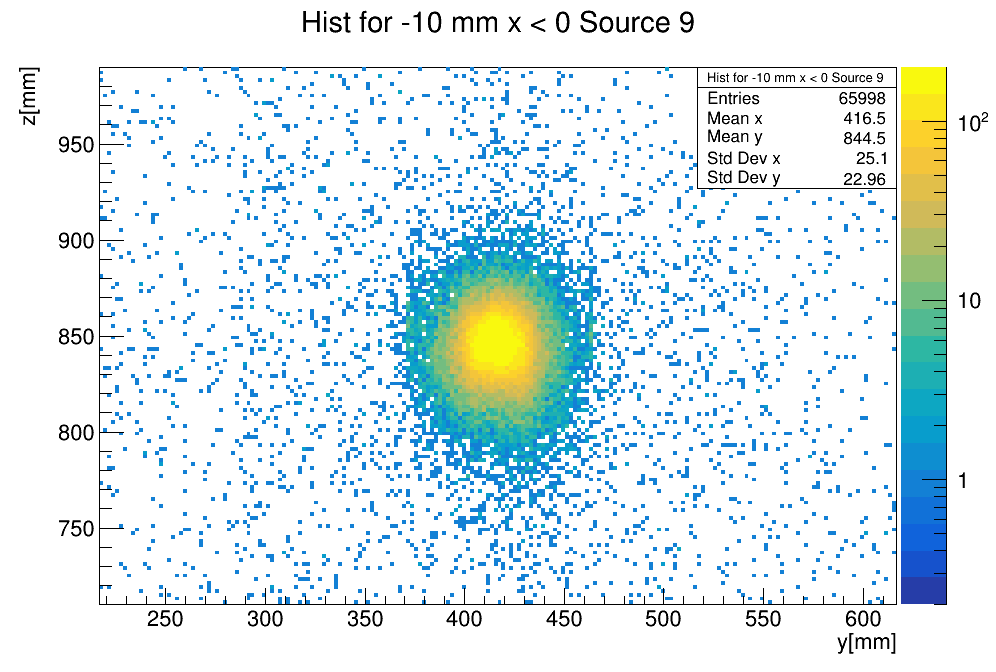 Hist for -10 mm x < 0 Source 9
z[mm]
Hist for -10 mm x < 0 Source 9
Entries 65998
Mean x 416.5
Mean y 844.5
Std Dev x 25.1
Std Dev y 22.96
950
900
850
800
750
10²
10
1
250 300 350 400 450 500 550 600
y[mm]